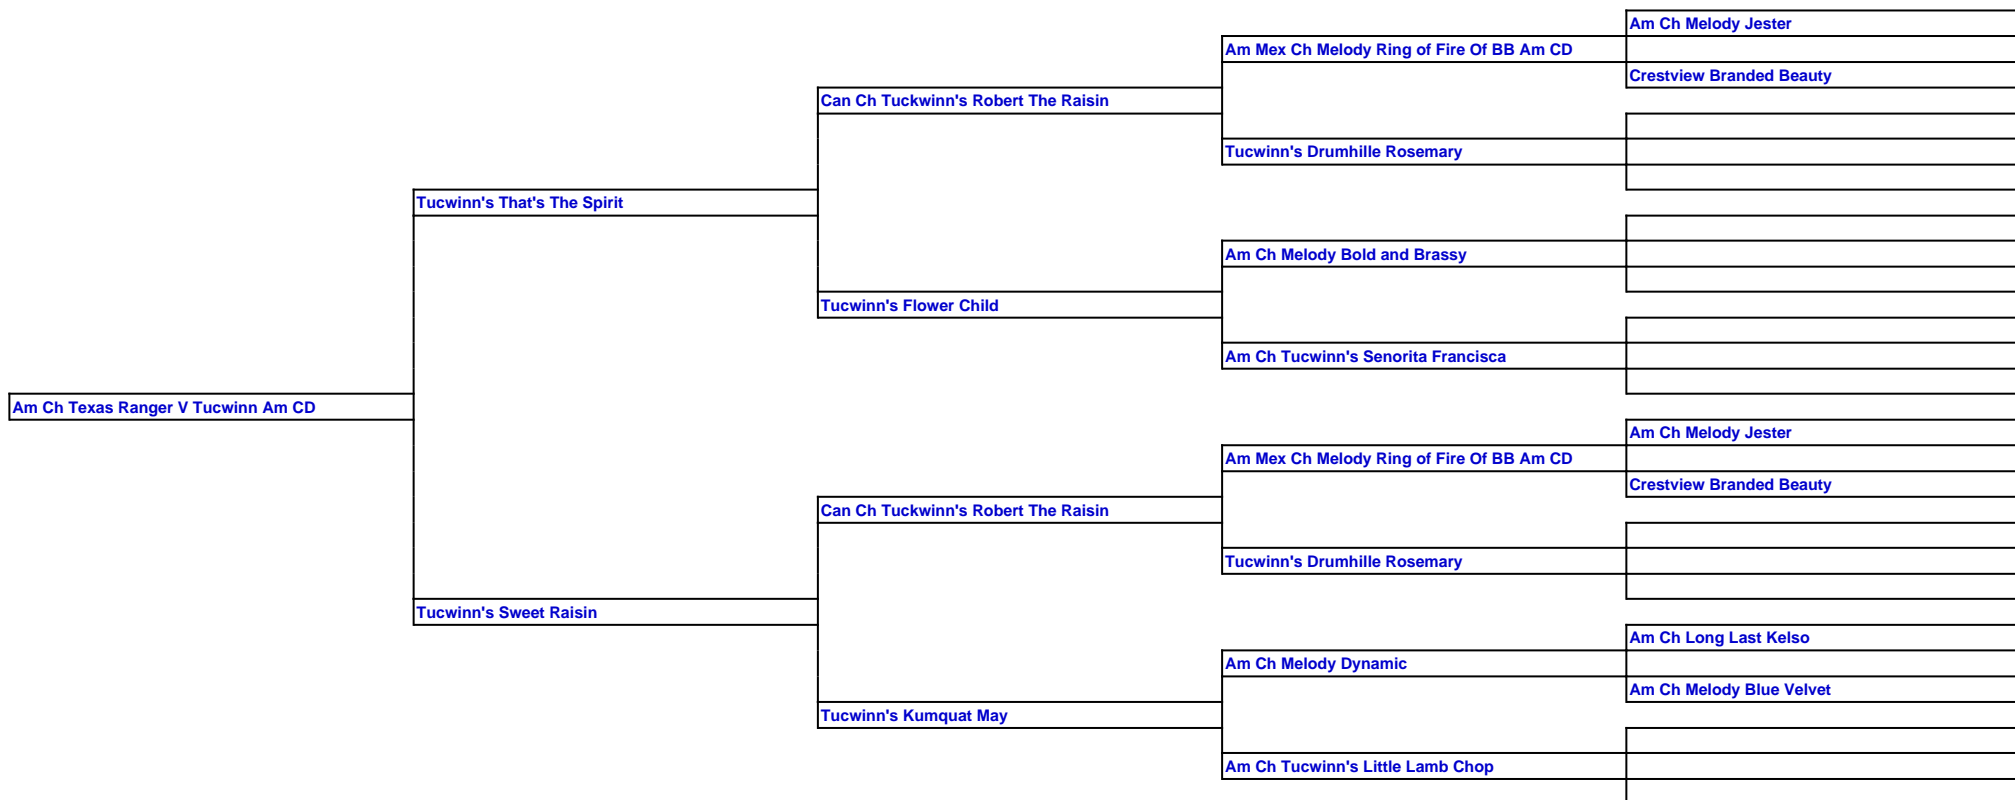 Am Ch Melody Jester
Am Mex Ch Melody Ring of Fire Of BB Am CD
Crestview Branded Beauty
Can Ch Tuckwinn's Robert The Raisin
Tucwinn's Drumhille Rosemary
Tucwinn's That's The Spirit
Am Ch Melody Bold and Brassy
Tucwinn's Flower Child
Am Ch Tucwinn's Senorita Francisca
Am Ch Texas Ranger V Tucwinn Am CD
Am Ch Melody Jester
Am Mex Ch Melody Ring of Fire Of BB Am CD
Crestview Branded Beauty
Can Ch Tuckwinn's Robert The Raisin
Tucwinn's Drumhille Rosemary
Tucwinn's Sweet Raisin
Am Ch Long Last Kelso
Am Ch Melody Dynamic
Am Ch Melody Blue Velvet
Tucwinn's Kumquat May
Am Ch Tucwinn's Little Lamb Chop